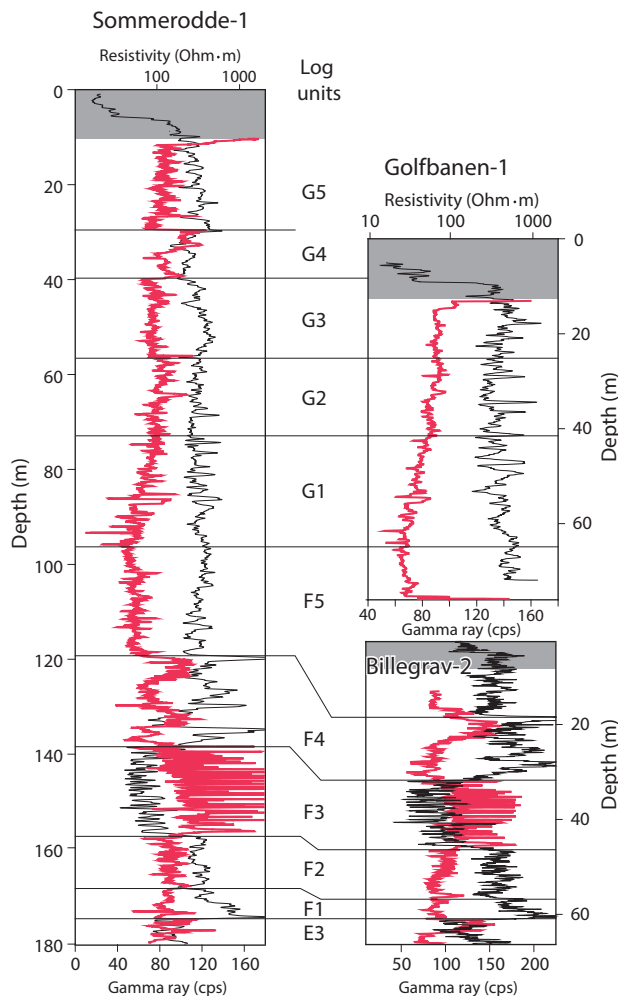 Sommerodde-1
Resistivity (Ohm·m)
100 1000
Log
units
0
20
40
60
80
100
120
140
160
180
Depth (m)
0 40 80 120 160
Gamma ray (cps)
G5
G4
G3
G2
G1
F5
F4
F3
F2
F1
E3
Golfbanen-1
Resistivity (Ohm·m)
10 100 1000
0
20
40
60
Depth (m)
40 80 120 160
Gamma ray (cps)
Billegrav-2
20
40
60
Depth (m)
50 100 150 200
Gamma ray (cps)